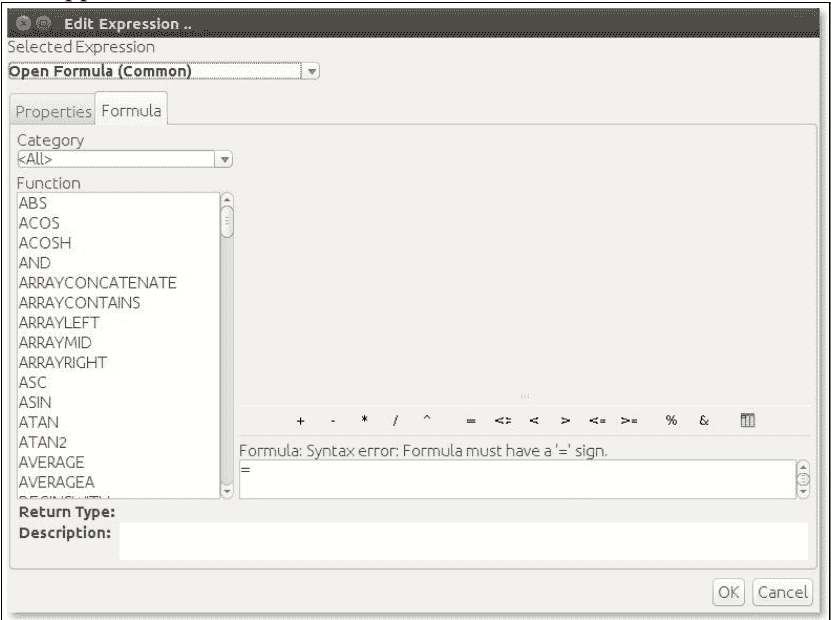 Edit Expression ..
Selected Expression
Open Formula (Common)
Properties Formula
Category
<All>
Function
ABS
ACOS
ACOSH
AND
ARRAYCONCATENATE
ARRAYCONTAINS
ARRAYLEFT
ARRAYMID
ARRAYRIGHT
ASC
ASIN
ATAN
ATAN2
AVERAGE
AVERAGEA
+ - * / ^ = <> < > <= >= % &
Formula: Syntax error: Formula must have a '=' sign.
=
Return Type:
Description:
OK Cancel